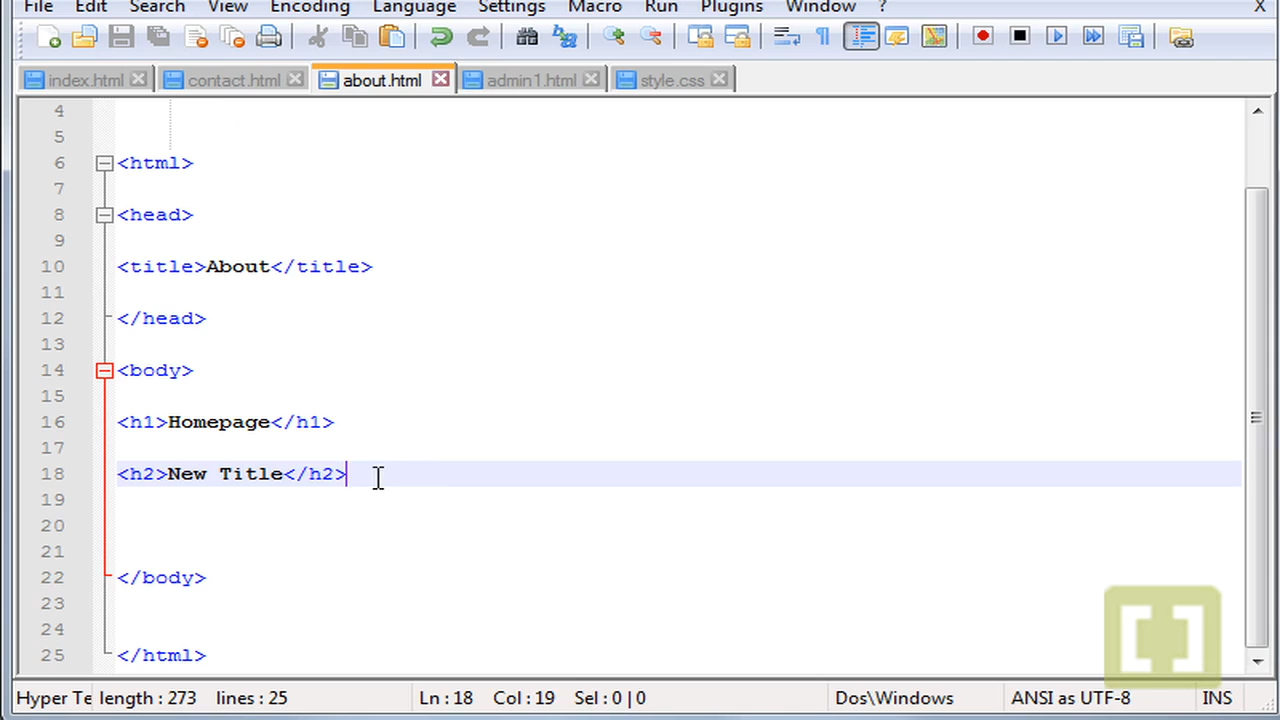 File Edit Search View Encoding Language Settings Macro Run Plugins Window ? X
index.html contact.html about.html admin1.html style.css
4
5
6 <html>
7
8 <head>
9
10 <title>About</title>
11
12 </head>
13
14 <body>
15
16 <h1>Homepage</h1>
17
18 <h2>New Title</h2>
19
20
21
22 </body>
23
24
25 </html>
Hyper Te length : 273 lines : 25 Ln : 18 Col : 19 Sel : 0 | 0 Dos\Windows ANSI as UTF-8 INS